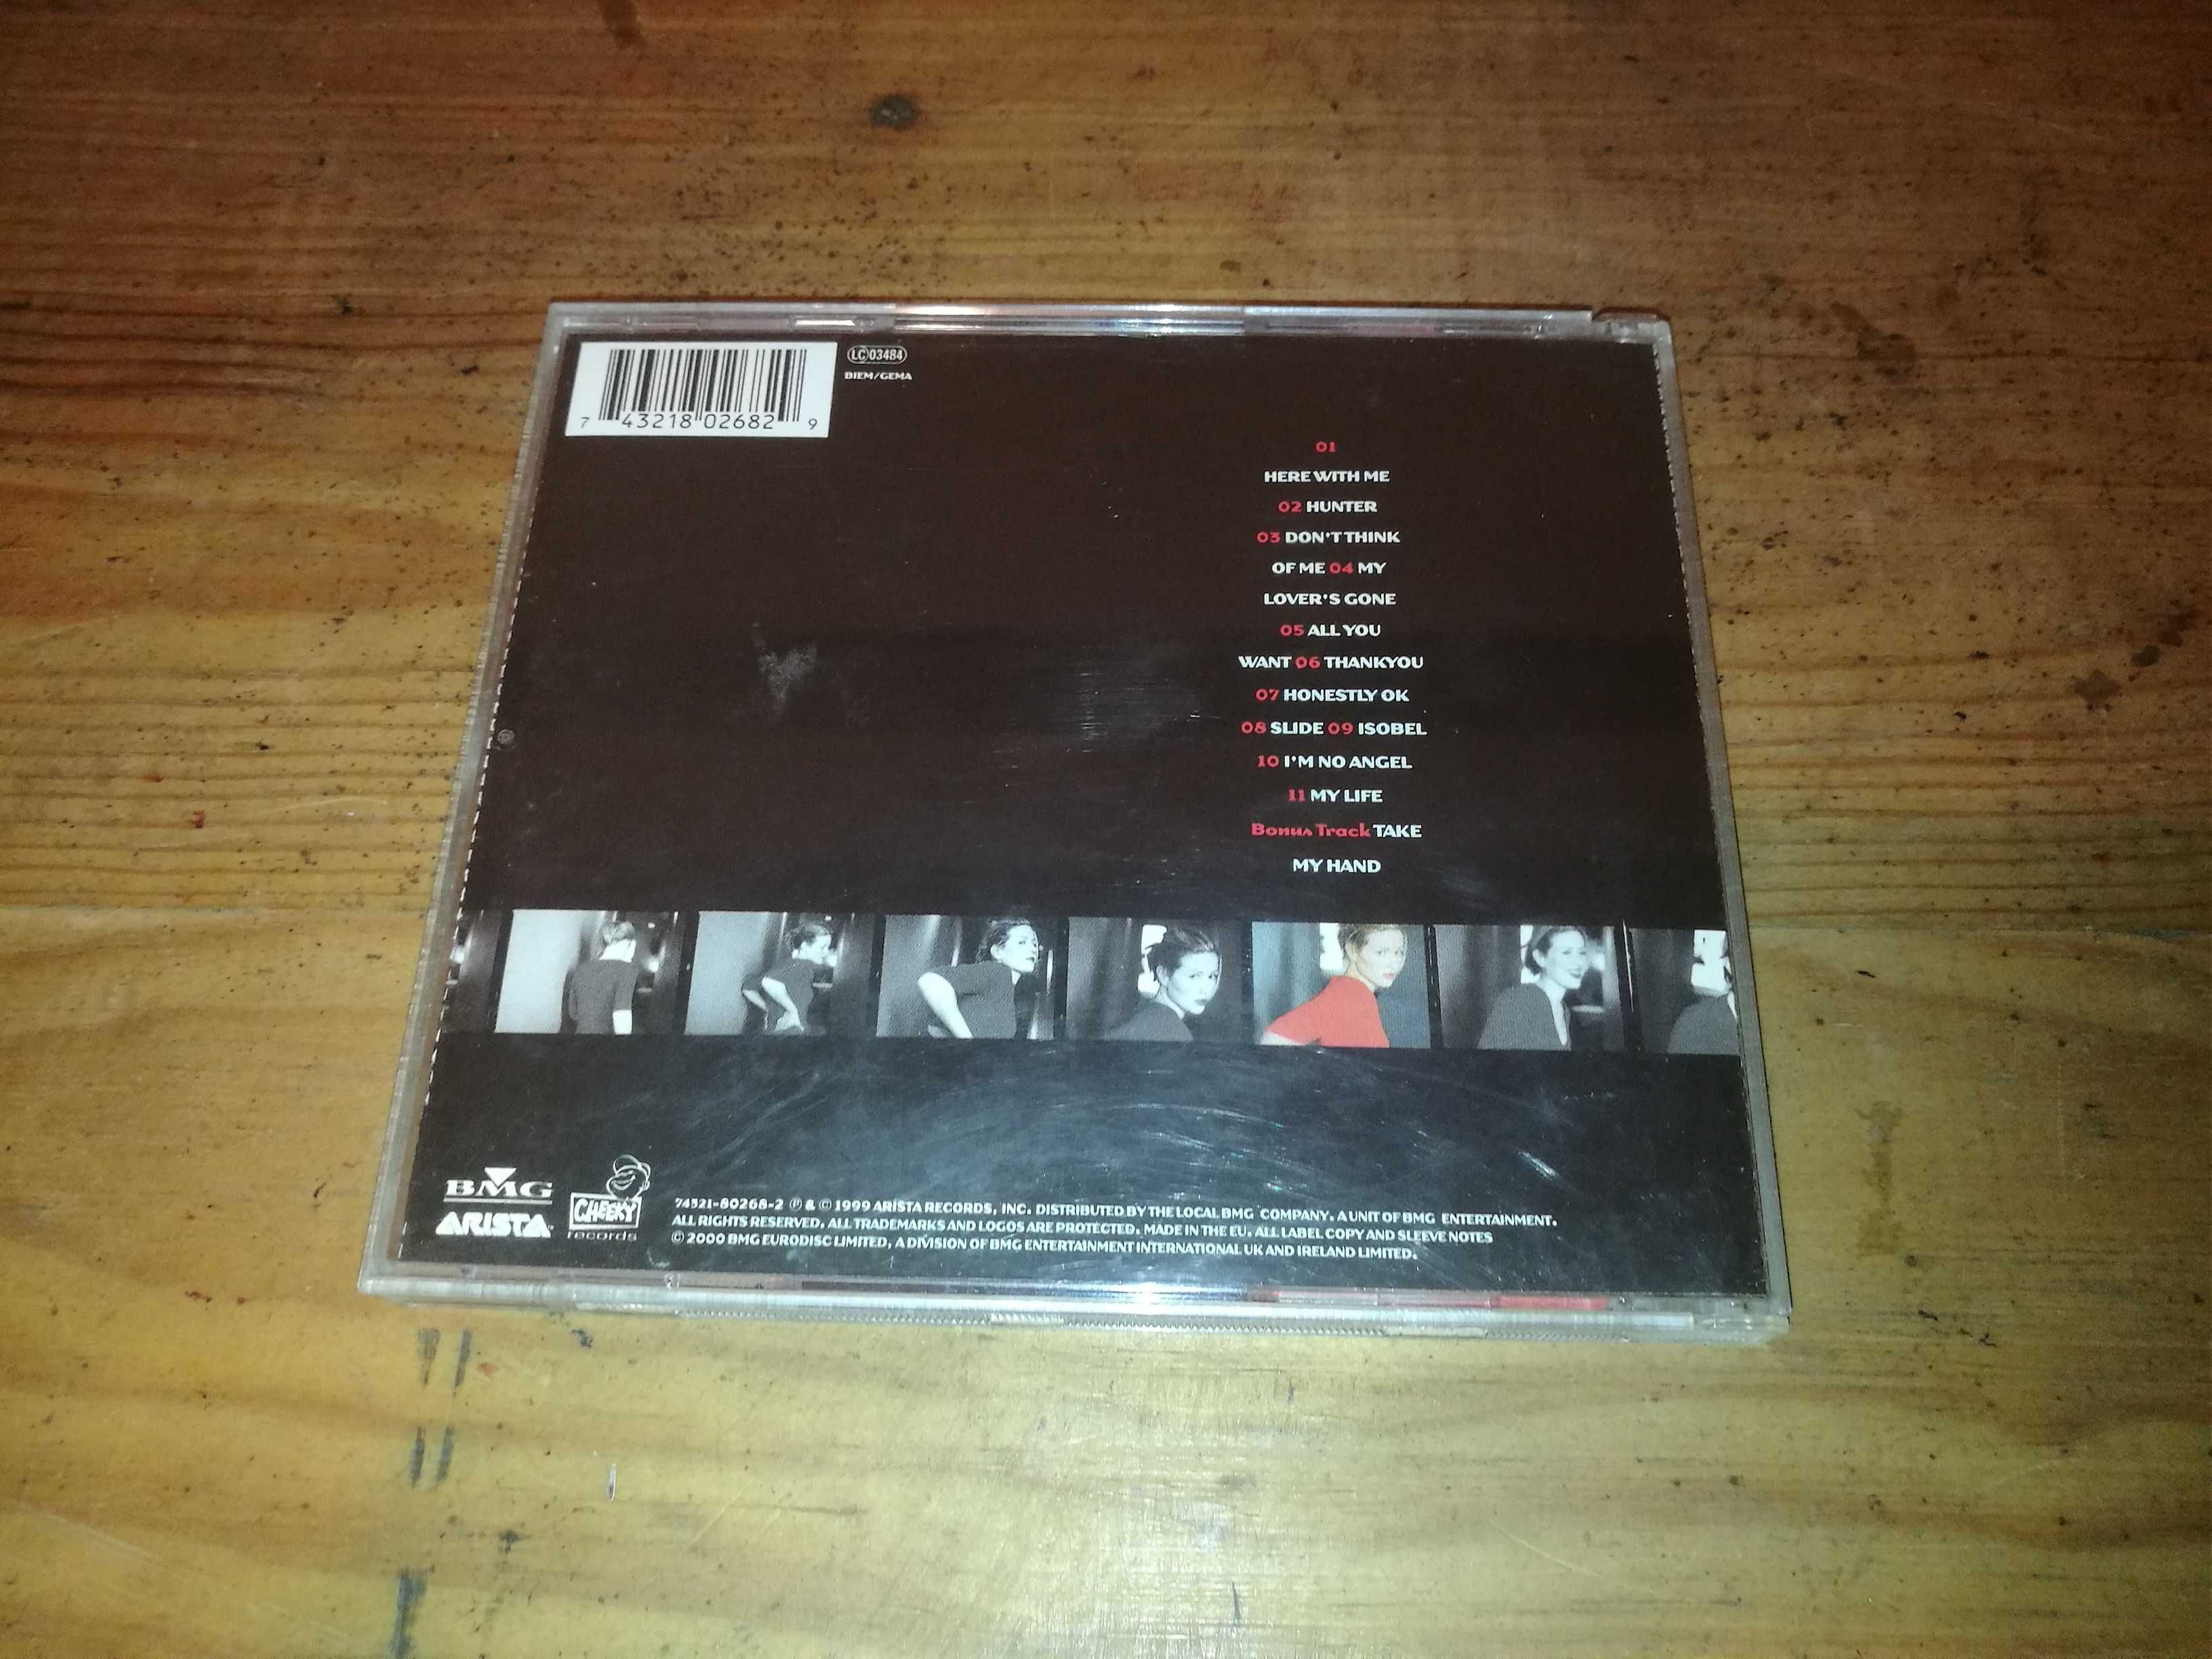 7 43218 02682 9
LC 03484
BIEM/GEMA
01
HERE WITH ME
02 HUNTER
03 DON'T THINK
OF ME 04 MY
LOVER'S GONE
05 ALL YOU
WANT 06 THANKYOU
07 HONESTLY OK
08 SLIDE 09 ISOBEL
10 I'M NO ANGEL
11 MY LIFE
Bonus Track TAKE
MY HAND
BMG
ARISTA
CHEEKY
records
74321-80268-2 ℗ & © 1999 ARISTA RECORDS, INC. DISTRIBUTED BY THE LOCAL BMG COMPANY. A UNIT OF BMG ENTERTAINMENT.
ALL RIGHTS RESERVED. ALL TRADEMARKS AND LOGOS ARE PROTECTED. MADE IN THE EU. ALL LABEL COPY AND SLEEVE NOTES
© 2000 BMG EURODISC LIMITED, A DIVISION OF BMG ENTERTAINMENT INTERNATIONAL UK AND IRELAND LIMITED.